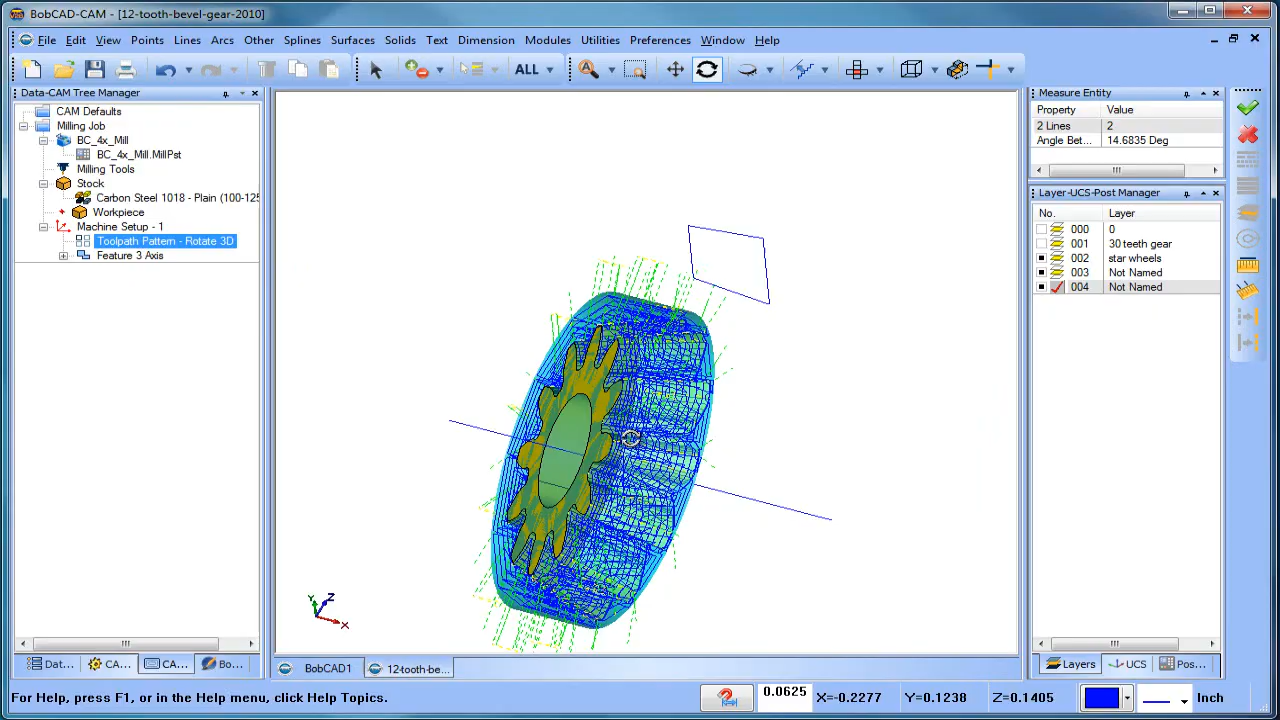 BobCAD-CAM - [12-tooth-bevel-gear-2010]
File Edit View Points Lines Arcs Other Splines Surfaces Solids Text Dimension Modules Utilities Preferences Window Help
ALL
Data-CAM Tree Manager
CAM Defaults
Milling Job
BC_4x_Mill
BC_4x_Mill.MillPst
Milling Tools
Stock
Carbon Steel 1018 - Plain (100-125
Workpiece
Machine Setup - 1
Toolpath Pattern - Rotate 3D
Feature 3 Axis
Dat... CA... CA... Bo...
Y Z X
BobCAD1 12-tooth-be...
Measure Entity
Property Value
2 Lines 2
Angle Bet... 14.6835 Deg
Layer-UCS-Post Manager
No. Layer
000 0
001 30 teeth gear
002 star wheels
003 Not Named
004 Not Named
Layers UCS Pos...
For Help, press F1, or in the Help menu, click Help Topics.
0.0625 X=-0.2277 Y=0.1238 Z=0.1405 Inch